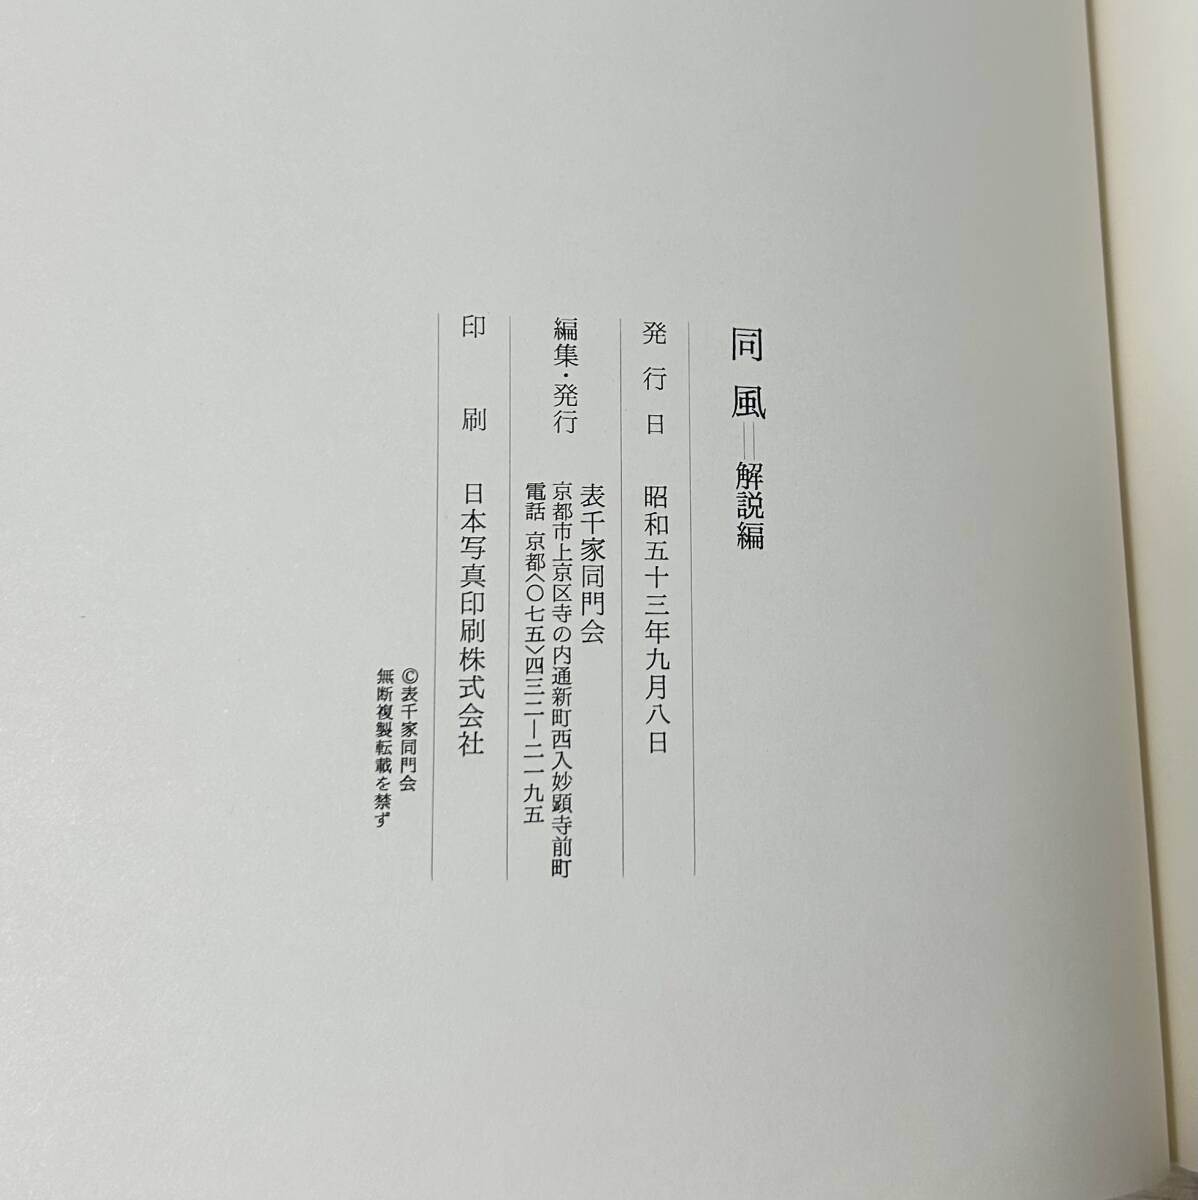 同風＝解説編
発行日 昭和五十三年九月八日
編集・発行 表千家同門会
京都市上京区寺の内通新町西入妙顕寺前町
電話 京都〈〇七五〉四三二―二一九五
印刷 日本写真印刷株式会社
©表千家同門会
無断複製転載を禁ず